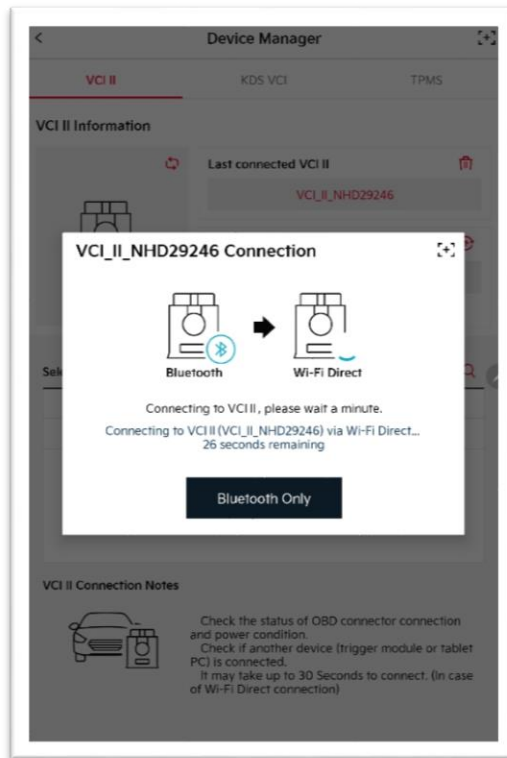 Device Manager
VCI II
KDS VCI
TPMS
VCI II Information
Last connected VCI II
VCI_II_NHD29246
VCI_II_NHD29246 Connection
Bluetooth
Wi-Fi Direct
Sel
Connecting to VCI II, please wait a minute.
Connecting to VCI II (VCI_II_NHD29246) via Wi-Fi Direct...
26 seconds remaining
Bluetooth Only
VCI II Connection Notes
Check the status of OBD connector connection
and power condition.
Check if another device (trigger module or tablet
PC) is connected.
It may take up to 30 Seconds to connect. (In case
of Wi-Fi Direct connection)